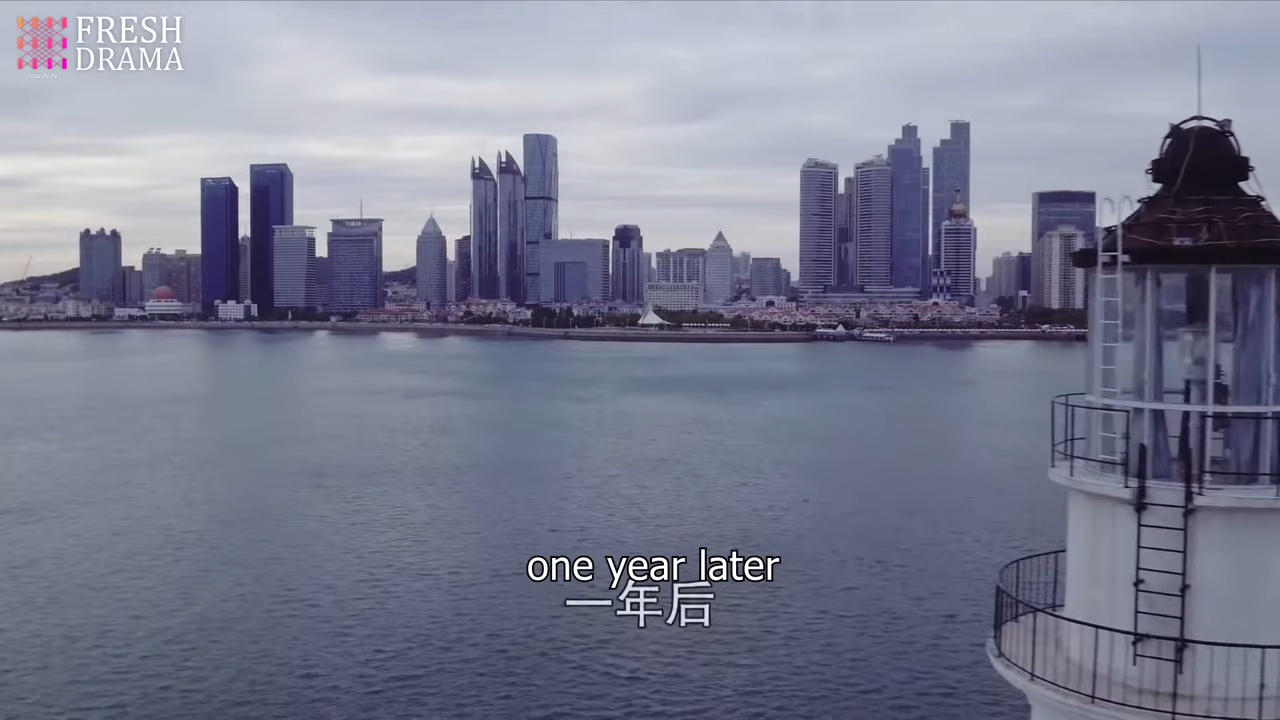 FRESH
DRAMA
one year later
一年后